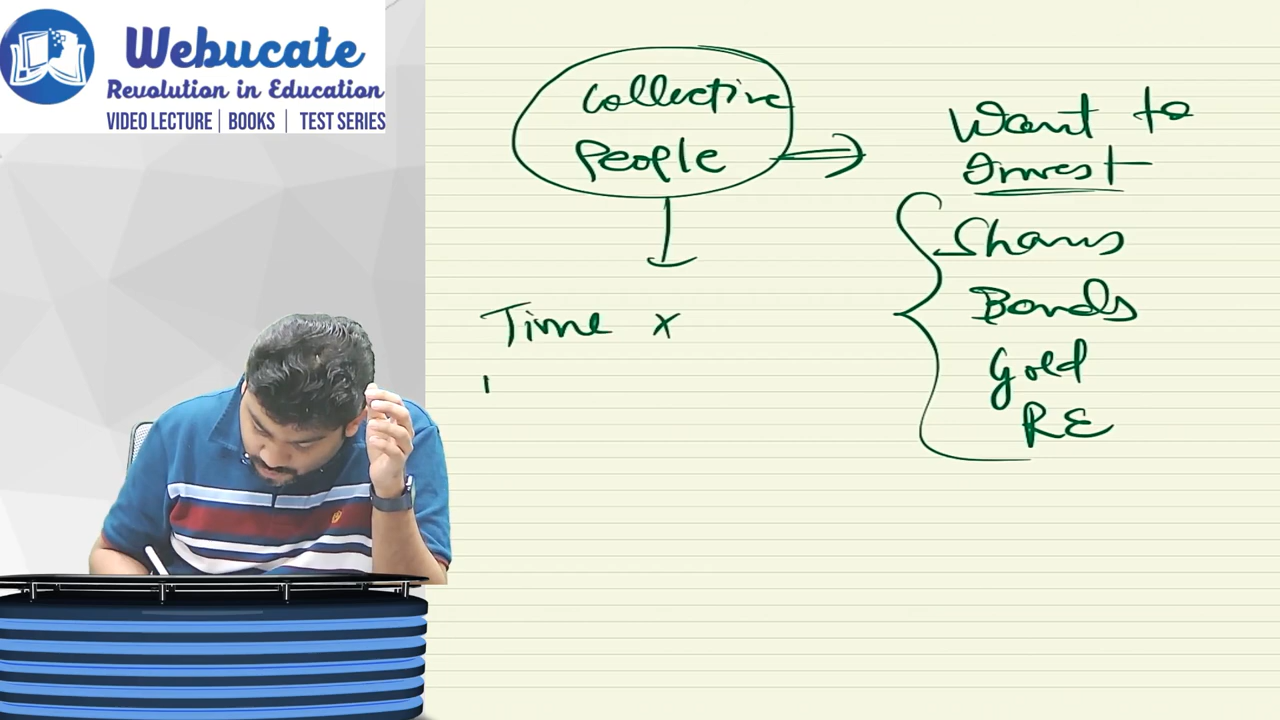 Webucate
Revolution in Education
VIDEO LECTURE | BOOKS | TEST SERIES
Collective
People
Want to
Invest
Shares
Bonds
Gold
RE
Time x